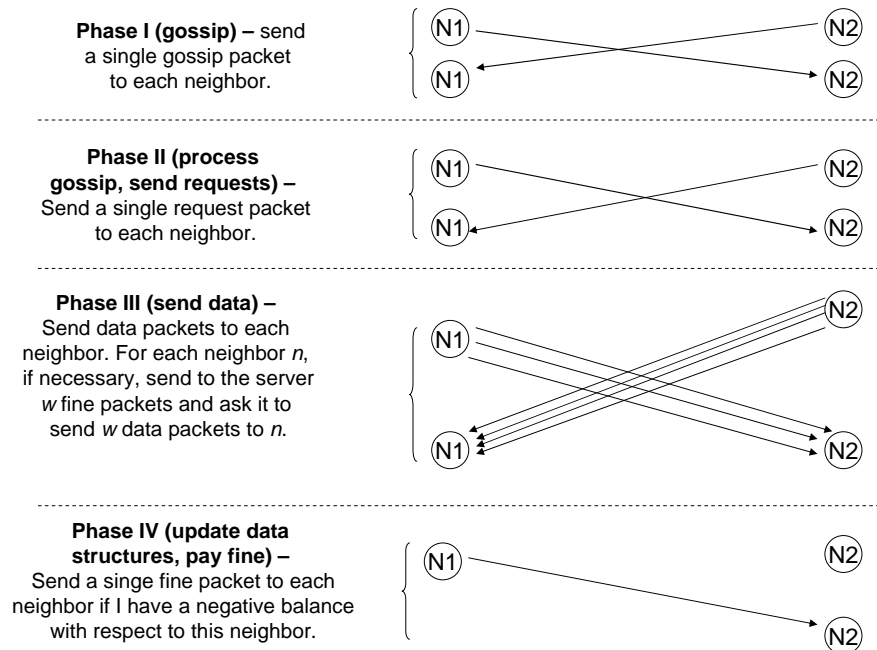 Phase I (gossip) – send
a single gossip packet
to each neighbor.
N1 N2
N1 N2
Phase II (process
gossip, send requests) –
Send a single request packet
to each neighbor.
N1 N2
N1 N2
Phase III (send data) –
Send data packets to each
neighbor. For each neighbor n,
if necessary, send to the server
w fine packets and ask it to
send w data packets to n.
N2
N1
N1 N2
Phase IV (update data
structures, pay fine) –
Send a singe fine packet to each
neighbor if I have a negative balance
with respect to this neighbor.
N1 N2
N2